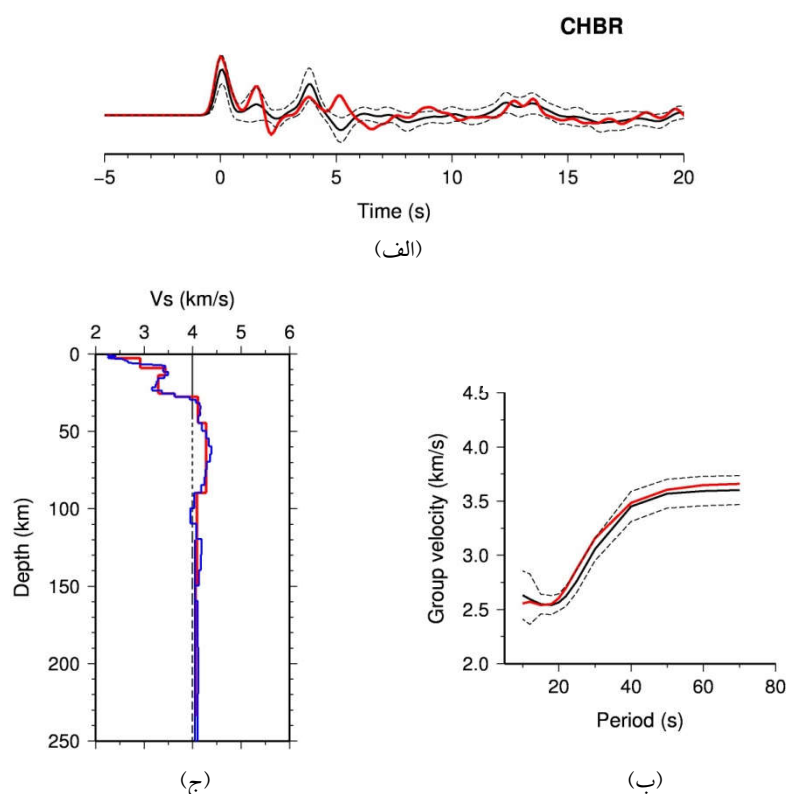 CHBR
−5 0 5 10 15 20
Time (s)
(الف)
Vs (km/s)
2 3 4 5 6
0
50
100
150
200
250
Depth (km)
(ج)
4.5
4.0
3.5
3.0
2.5
2.0
Group velocity (km/s)
20 40 60 80
Period (s)
(ب)